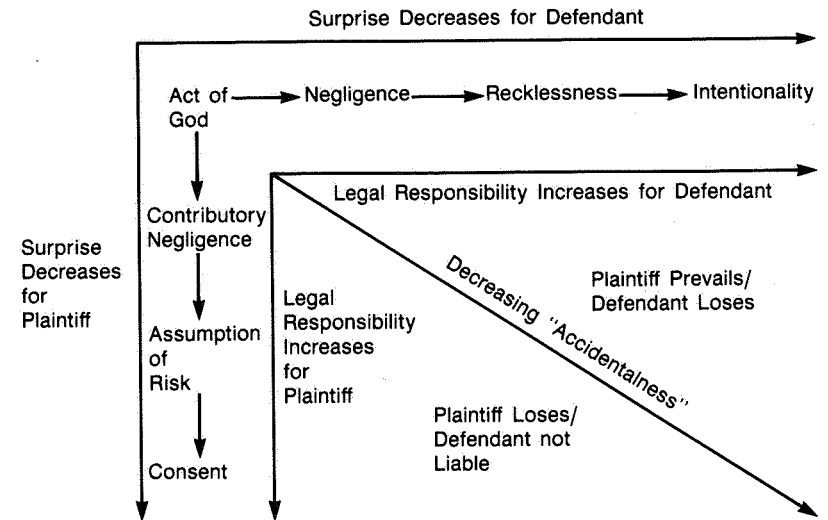 Surprise Decreases for Defendant
Act of
God
Negligence
Recklessness
Intentionality
Legal Responsibility Increases for Defendant
Contributory
Negligence
Surprise
Decreases
for
Plaintiff
Decreasing "Accidentalness"
Plaintiff Prevails/
Defendant Loses
Legal
Responsibility
Increases
for
Plaintiff
Assumption
of
Risk
Plaintiff Loses/
Defendant not
Liable
Consent